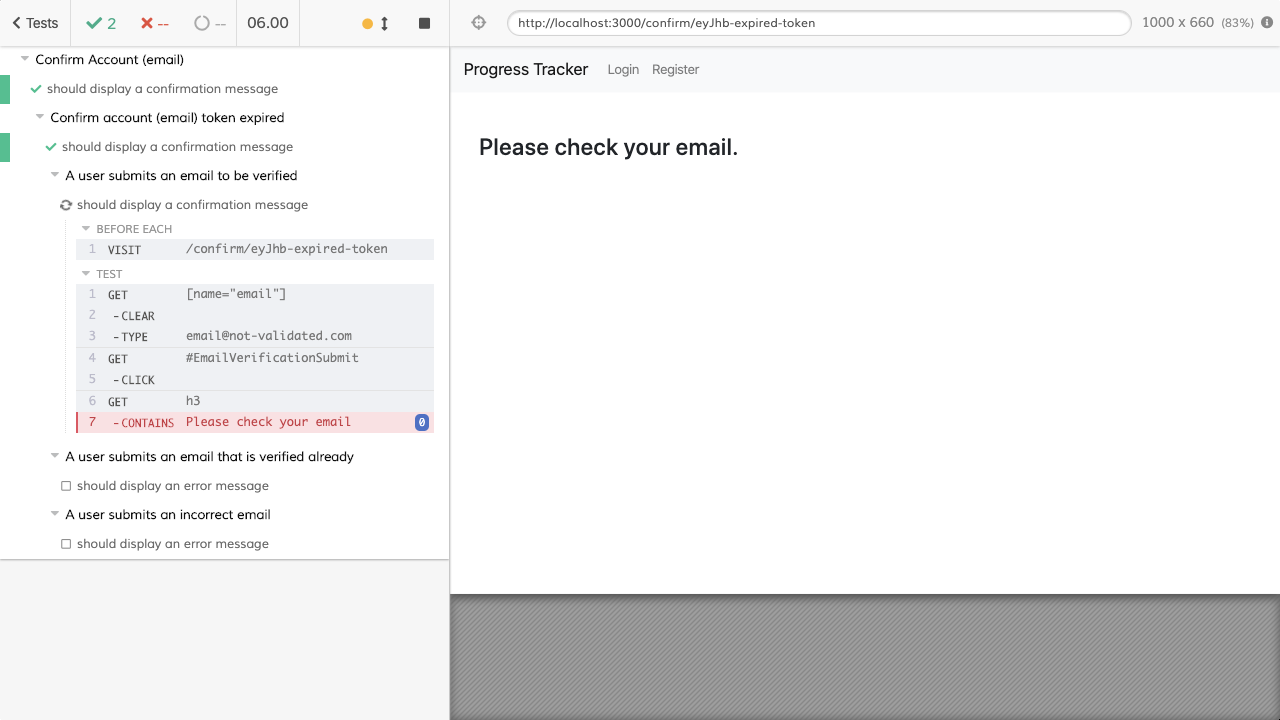 Tests 2 -- -- 06.00
Confirm Account (email)
should display a confirmation message
Confirm account (email) token expired
should display a confirmation message
A user submits an email to be verified
should display a confirmation message
BEFORE EACH
1 VISIT /confirm/eyJhb-expired-token
TEST
1 GET [name="email"]
2 -CLEAR
3 -TYPE email@not-validated.com
4 GET #EmailVerificationSubmit
5 -CLICK
6 GET h3
7 -CONTAINS Please check your email 0
A user submits an email that is verified already
should display an error message
A user submits an incorrect email
should display an error message
http://localhost:3000/confirm/eyJhb-expired-token 1000 x 660 (83%)
Progress Tracker Login Register
Please check your email.